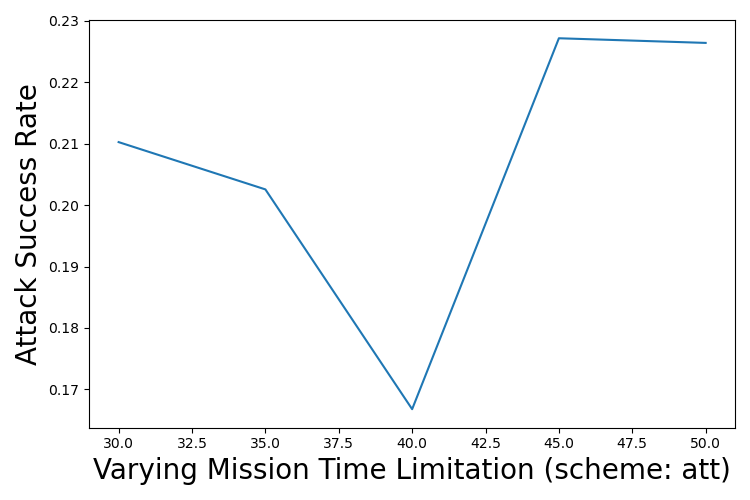 0.23
0.22
0.21
0.20
0.19
0.18
0.17
Attack Success Rate
30.0 32.5 35.0 37.5 40.0 42.5 45.0 47.5 50.0
Varying Mission Time Limitation (scheme: att)